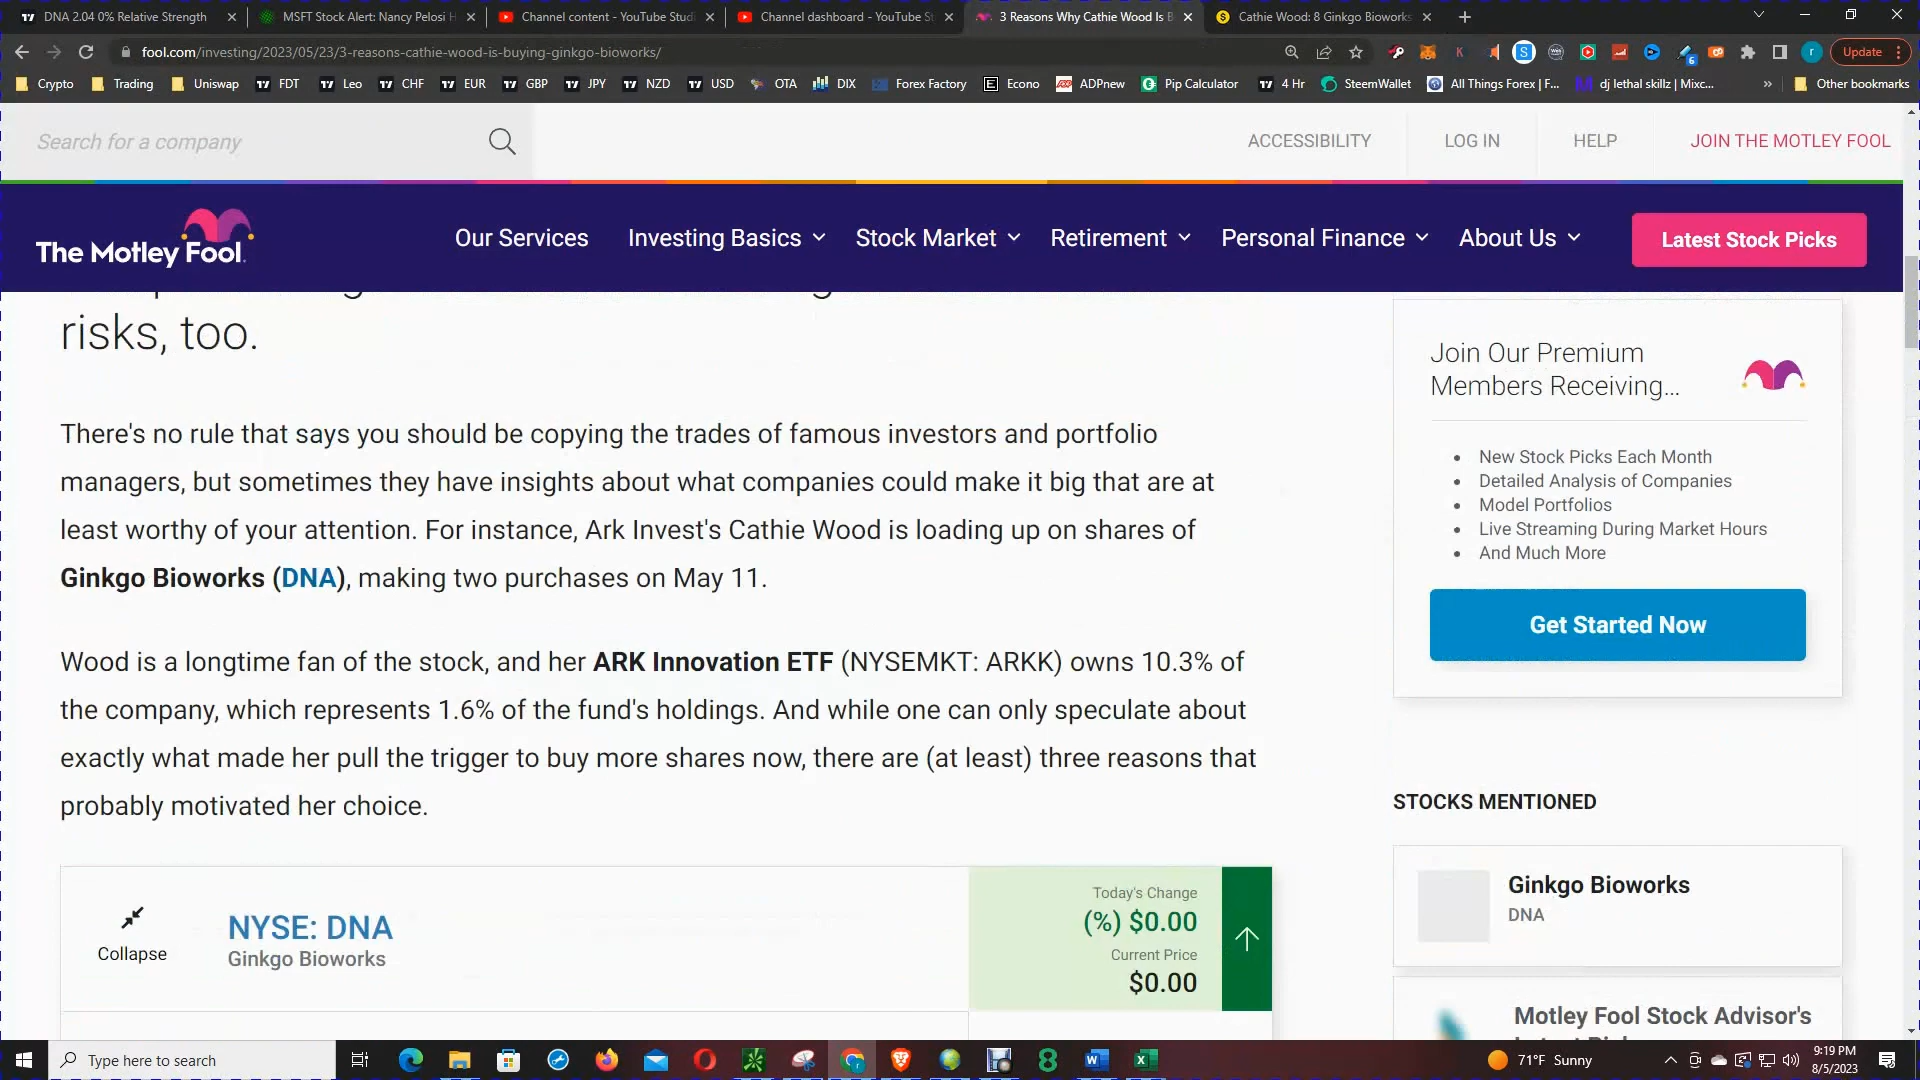 DNA 2.04 0% Relative Strength
MSFT Stock Alert: Nancy Pelosi H
Channel content - YouTube Studi
Channel dashboard - YouTube S
3 Reasons Why Cathie Wood Is B
Cathie Wood: 8 Ginkgo Bioworks
fool.com/investing/2023/05/23/3-reasons-cathie-wood-is-buying-ginkgo-bioworks/
Update
Crypto
Trading
Uniswap
FDT
Leo
CHF
EUR
GBP
JPY
NZD
USD
OTA
DIX
Forex Factory
Econo
ADPnew
Pip Calculator
4 Hr
SteemWallet
All Things Forex | F...
dj lethal skillz | Mixc...
Other bookmarks
Search for a company
ACCESSIBILITY
LOG IN
HELP
JOIN THE MOTLEY FOOL
The Motley Fool.
Our Services
Investing Basics
Stock Market
Retirement
Personal Finance
About Us
Latest Stock Picks
risks, too.
There's no rule that says you should be copying the trades of famous investors and portfolio
managers, but sometimes they have insights about what companies could make it big that are at
least worthy of your attention. For instance, Ark Invest's Cathie Wood is loading up on shares of
Ginkgo Bioworks (DNA), making two purchases on May 11.
Wood is a longtime fan of the stock, and her ARK Innovation ETF (NYSEMKT: ARKK) owns 10.3% of
the company, which represents 1.6% of the fund's holdings. And while one can only speculate about
exactly what made her pull the trigger to buy more shares now, there are (at least) three reasons that
probably motivated her choice.
Collapse
NYSE: DNA
Ginkgo Bioworks
Today's Change
(%) $0.00
Current Price
$0.00
Join Our Premium
Members Receiving...
New Stock Picks Each Month
Detailed Analysis of Companies
Model Portfolios
Live Streaming During Market Hours
And Much More
Get Started Now
STOCKS MENTIONED
Ginkgo Bioworks
DNA
Motley Fool Stock Advisor's
Type here to search
71°F Sunny
9:19 PM
8/5/2023